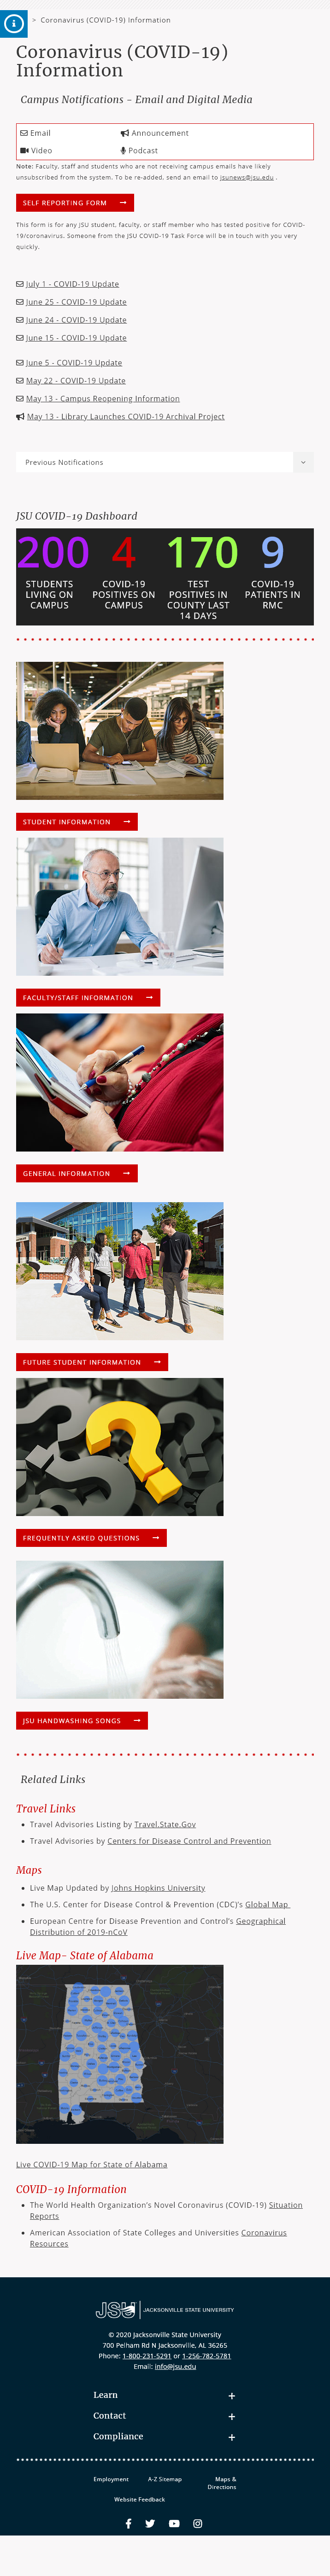 > Coronavirus (COVID-19) Information
Coronavirus (COVID-19)
Information
Campus Notifications - Email and Digital Media
Email
Announcement
Video
Podcast
Note: Faculty, staff and students who are not receiving campus emails have likely
unsubscribed from the system. To be re-added, send an email to jsunews@jsu.edu .
SELF REPORTING FORM
This form is for any JSU student, faculty, or staff member who has tested positive for COVID-
19/coronavirus. Someone from the JSU COVID-19 Task Force will be in touch with you very
quickly.
July 1 - COVID-19 Update
June 25 - COVID-19 Update
June 24 - COVID-19 Update
June 15 - COVID-19 Update
June 5 - COVID-19 Update
May 22 - COVID-19 Update
May 13 - Campus Reopening Information
May 13 - Library Launches COVID-19 Archival Project
Previous Notifications
JSU COVID-19 Dashboard
200 4 170 9
STUDENTS
LIVING ON
CAMPUS
COVID-19
POSITIVES ON
CAMPUS
TEST
POSITIVES IN
COUNTY LAST
14 DAYS
COVID-19
PATIENTS IN
RMC
STUDENT INFORMATION
FACULTY/STAFF INFORMATION
GENERAL INFORMATION
FUTURE STUDENT INFORMATION
FREQUENTLY ASKED QUESTIONS
JSU HANDWASHING SONGS
Related Links
Travel Links
Travel Advisories Listing by Travel.State.Gov
Travel Advisories by Centers for Disease Control and Prevention
Maps
Live Map Updated by Johns Hopkins University
The U.S. Center for Disease Control & Prevention (CDC)'s Global Map
European Centre for Disease Prevention and Control's Geographical
Distribution of 2019-nCoV
Live Map- State of Alabama
Live COVID-19 Map for State of Alabama
COVID-19 Information
The World Health Organization's Novel Coronavirus (COVID-19) Situation
Reports
American Association of State Colleges and Universities Coronavirus
Resources
JSU JACKSONVILLE STATE UNIVERSITY
© 2020 Jacksonville State University
700 Pelham Rd N Jacksonville, AL 36265
Phone: 1-800-231-5291 or 1-256-782-5781
Email: info@jsu.edu
Learn +
Contact +
Compliance +
Employment
A-Z Sitemap
Maps &
Directions
Website Feedback